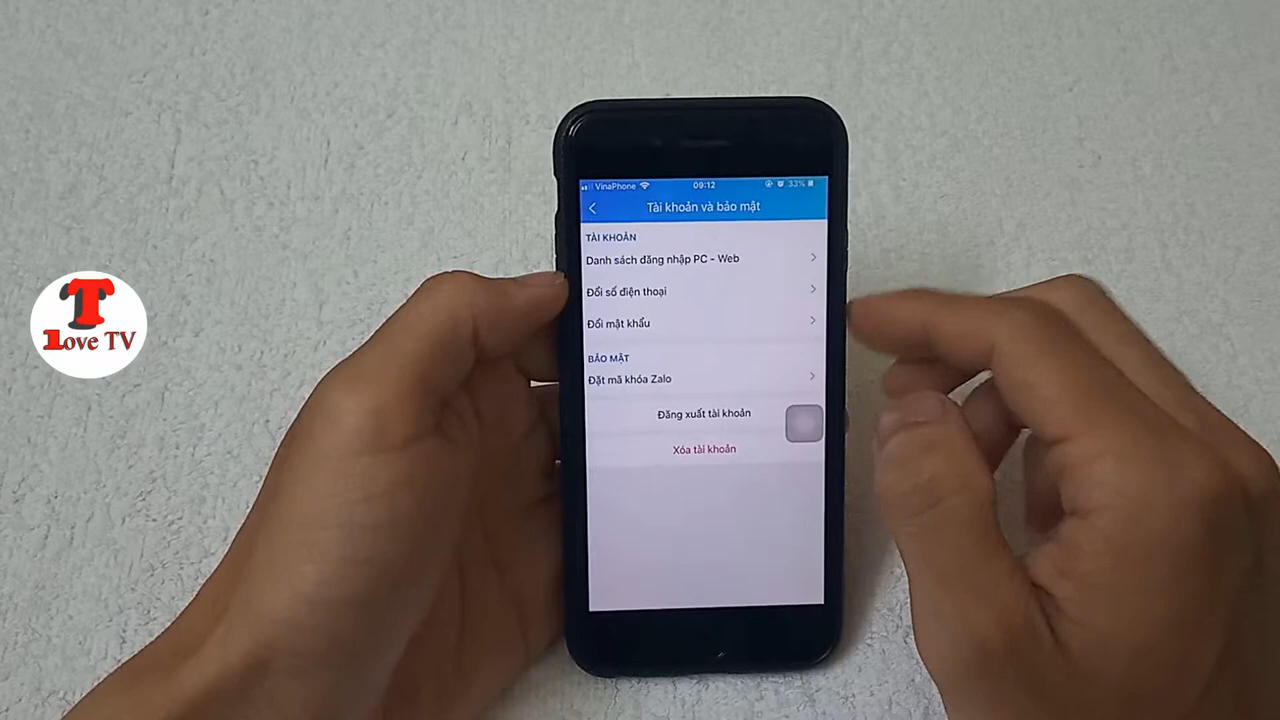 T
Love TV
VinaPhone
09:12
33%
Tài khoản và bảo mật
TÀI KHOẢN
Danh sách đăng nhập PC - Web
Đổi số điện thoại
Đổi mật khẩu
BẢO MẬT
Đặt mã khóa Zalo
Đăng xuất tài khoản
Xóa tài khoản